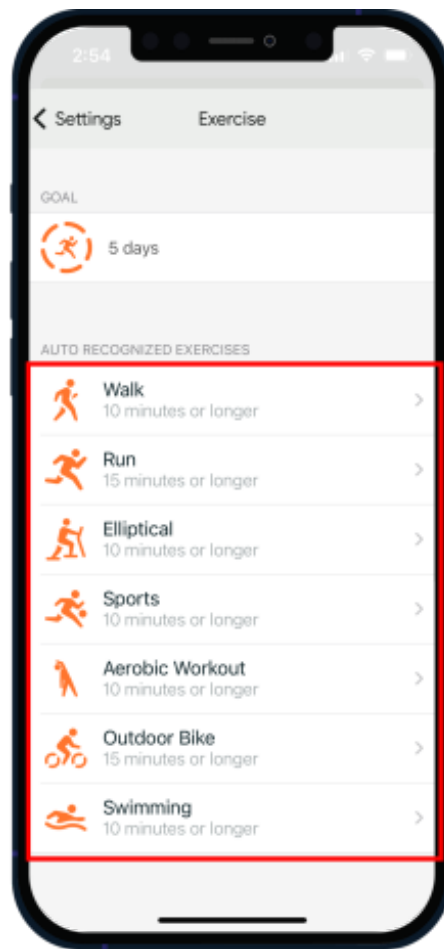 2:54
Settings
Exercise
GOAL
5 days
AUTO RECOGNIZED EXERCISES
Walk
10 minutes or longer
Run
15 minutes or longer
Elliptical
10 minutes or longer
Sports
10 minutes or longer
Aerobic Workout
10 minutes or longer
Outdoor Bike
15 minutes or longer
Swimming
10 minutes or longer